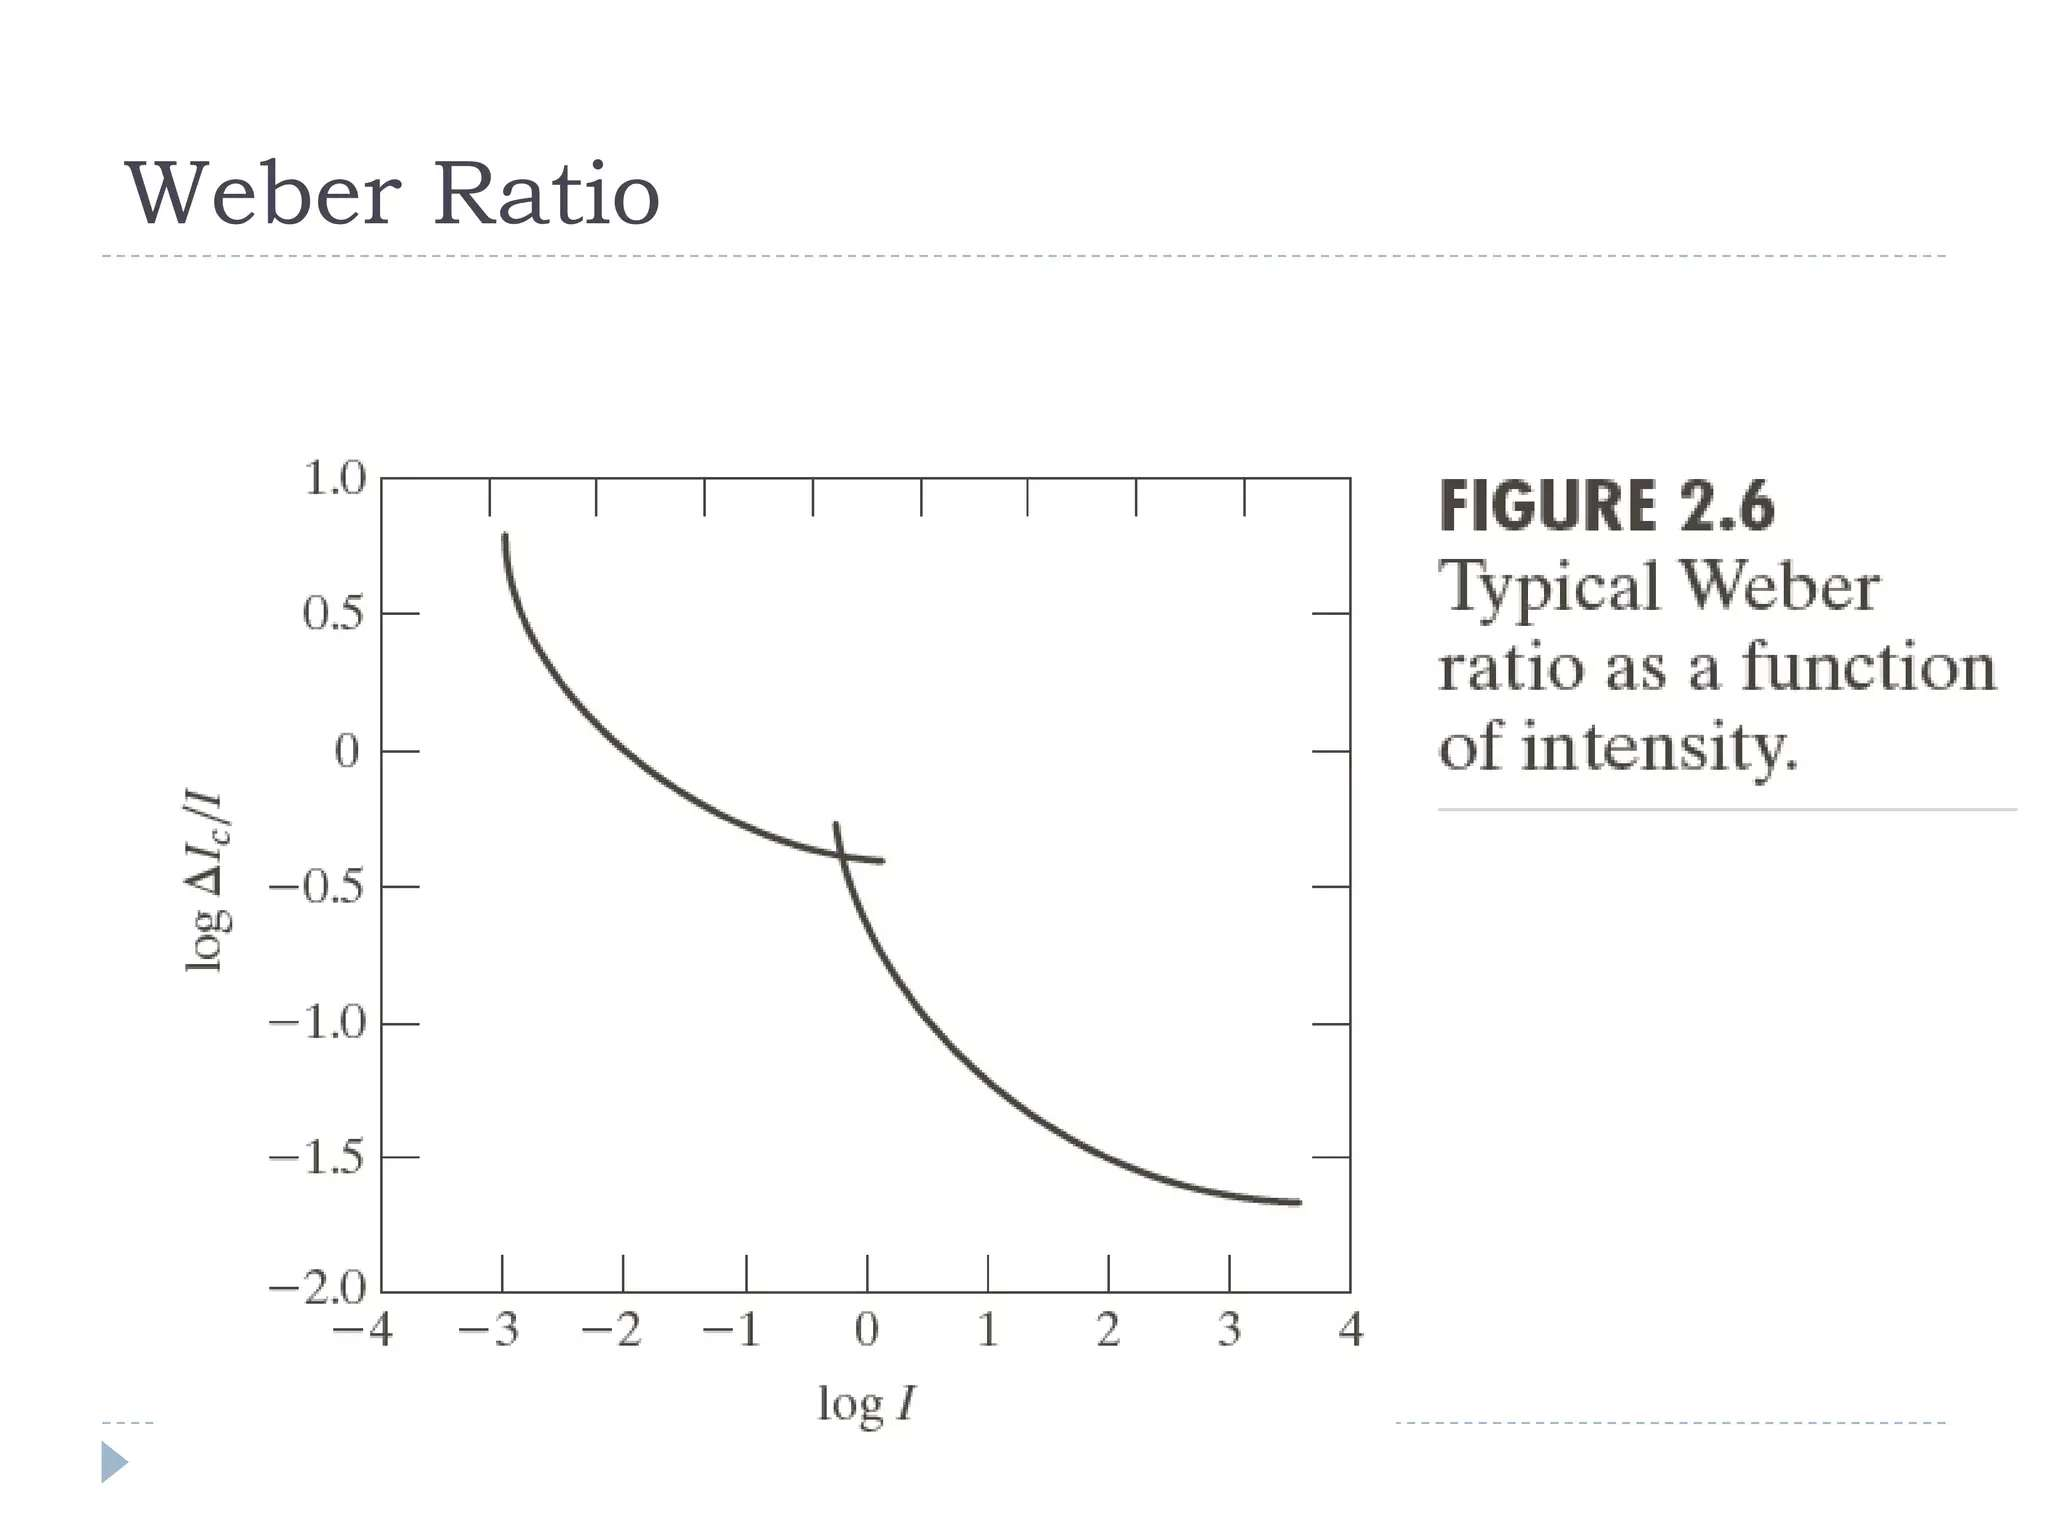 Weber Ratio
1.0
0.5
0
−0.5
−1.0
−1.5
−2.0
log ΔI_c/I
−4 −3 −2 −1 0 1 2 3 4
log I
FIGURE 2.6
Typical Weber
ratio as a function
of intensity.